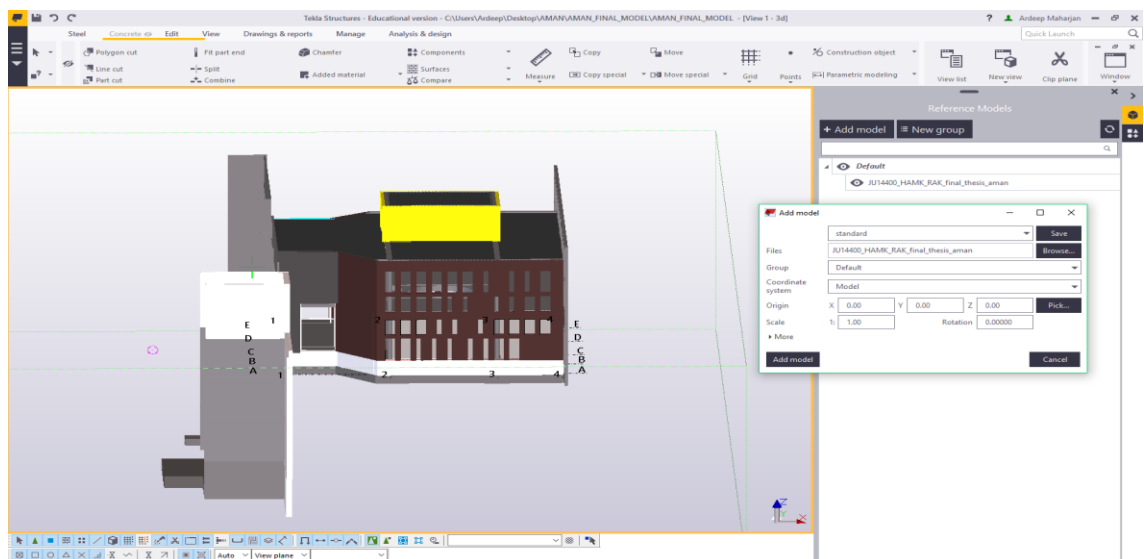 Tekla Structures - Educational version - C:\Users\Ardeep\Desktop\AMAN\AMAN_FINAL_MODEL\AMAN_FINAL_MODEL - [View 1 - 3d]
? Ardeep Maharjan
Steel Concrete Edit View Drawings & reports Manage Analysis & design
Quick Launch
Polygon cut Fit part end Chamfer Components Copy Move Construction object
Line cut Split Surfaces
Part cut Combine Added material Compare Measure Copy special Move special Grid Points Parametric modeling View list New view Clip plane Window
Reference Models
+ Add model New group
Default
JU14400_HAMK_RAK_final_thesis_aman
Add model
standard Save
Files JU14400_HAMK_RAK_final_thesis_aman Browse...
Group Default
Coordinate system Model
Origin X 0.00 Y 0.00 Z 0.00 Pick...
Scale 1: 1.00 Rotation 0.00000
More
Add model Cancel
E 1 2 3 4 E
D D
C C
B B
A 1 2 3 4 A
Z
Y X
Auto View plane